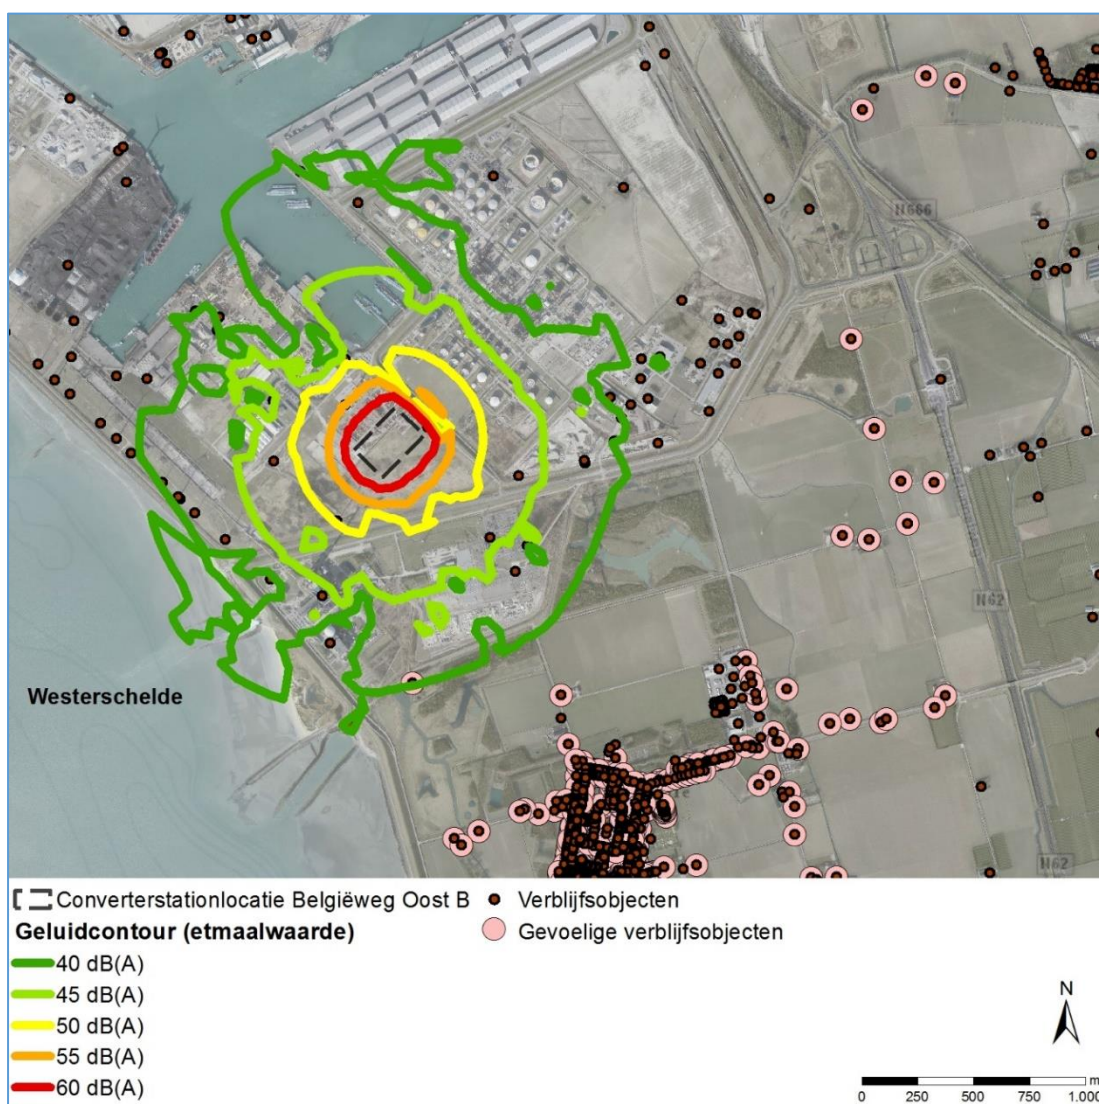 N666
N62
Westerschelde
N62
Converterstationlocatie Belgiëweg Oost B
Verblijfsobjecten
Geluidcontour (etmaalwaarde)
Gevoelige verblijfsobjecten
40 dB(A)
45 dB(A)
50 dB(A)
55 dB(A)
60 dB(A)
N
m
0 250 500 750 1.000